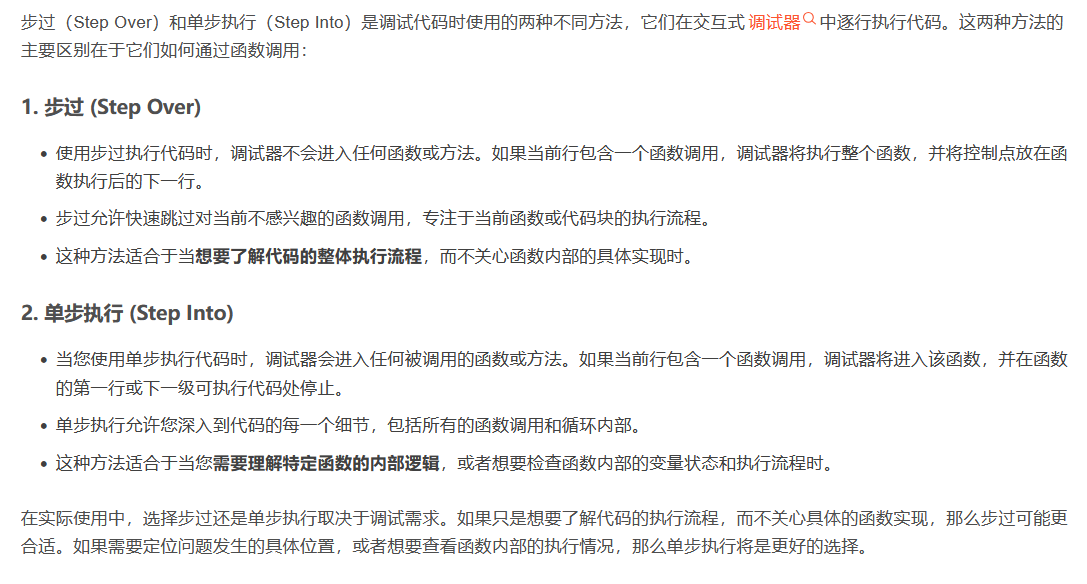 步过（Step Over）和单步执行（Step Into）是调试代码时使用的两种不同方法，它们在交互式 调试器 中逐行执行代码。这两种方法的
主要区别在于它们如何通过函数调用：
1. 步过 (Step Over)
• 使用步过执行代码时，调试器不会进入任何函数或方法。如果当前行包含一个函数调用，调试器将执行整个函数，并将控制点放在函
数执行后的下一行。
• 步过允许快速跳过对当前不感兴趣的函数调用，专注于当前函数或代码块的执行流程。
• 这种方法适合于当想要了解代码的整体执行流程，而不关心函数内部的具体实现时。
2. 单步执行 (Step Into)
• 当您使用单步执行代码时，调试器会进入任何被调用的函数或方法。如果当前行包含一个函数调用，调试器将进入该函数，并在函数
的第一行或下一级可执行代码处停止。
• 单步执行允许您深入到代码的每一个细节，包括所有的函数调用和循环内部。
• 这种方法适合于当您需要理解特定函数的内部逻辑，或者想要检查函数内部的变量状态和执行流程时。
在实际使用中，选择步过还是单步执行取决于调试需求。如果只是想要了解代码的执行流程，而不关心具体的函数实现，那么步过可能更
合适。如果需要定位问题发生的具体位置，或者想要查看函数内部的执行情况，那么单步执行将是更好的选择。